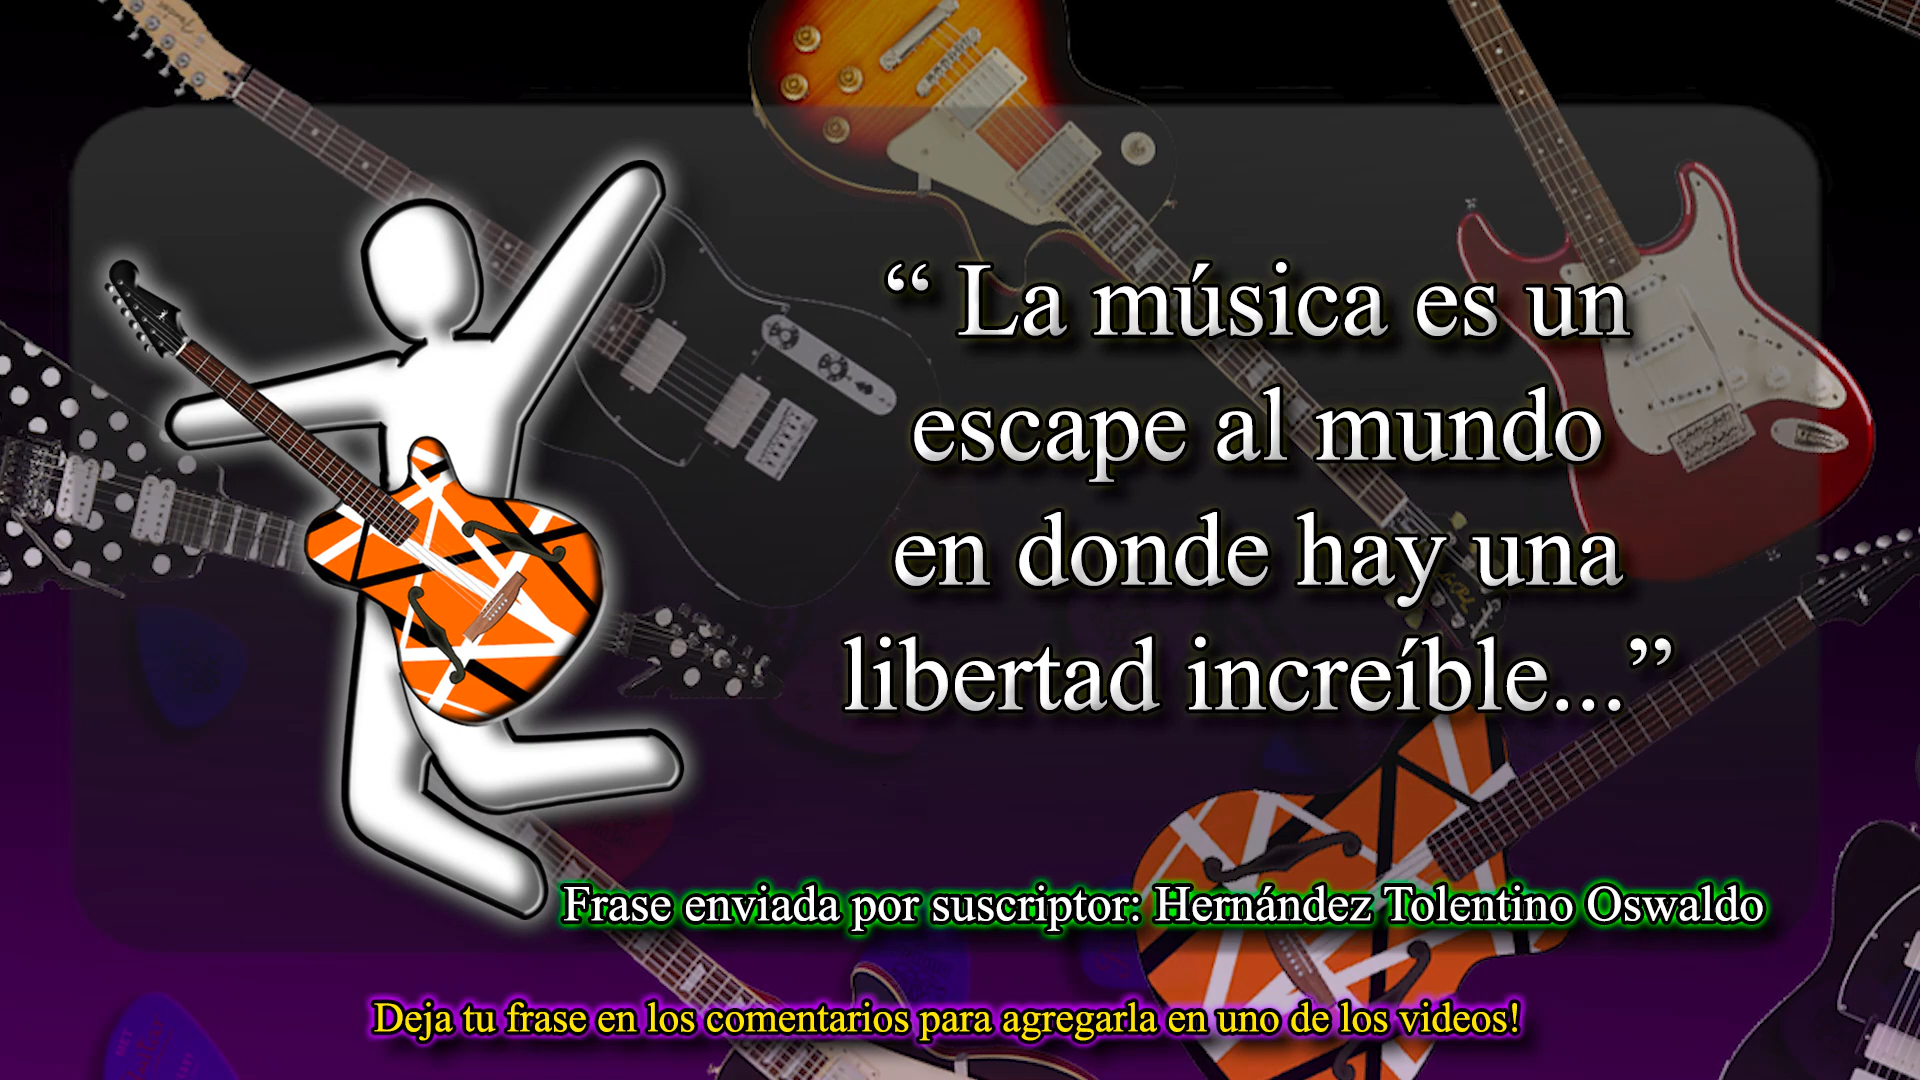 “ La música es un
escape al mundo
en donde hay una
libertad increíble...”
Frase enviada por suscriptor: Hernández Tolentino Oswaldo
Deja tu frase en los comentarios para agregarla en uno de los videos!